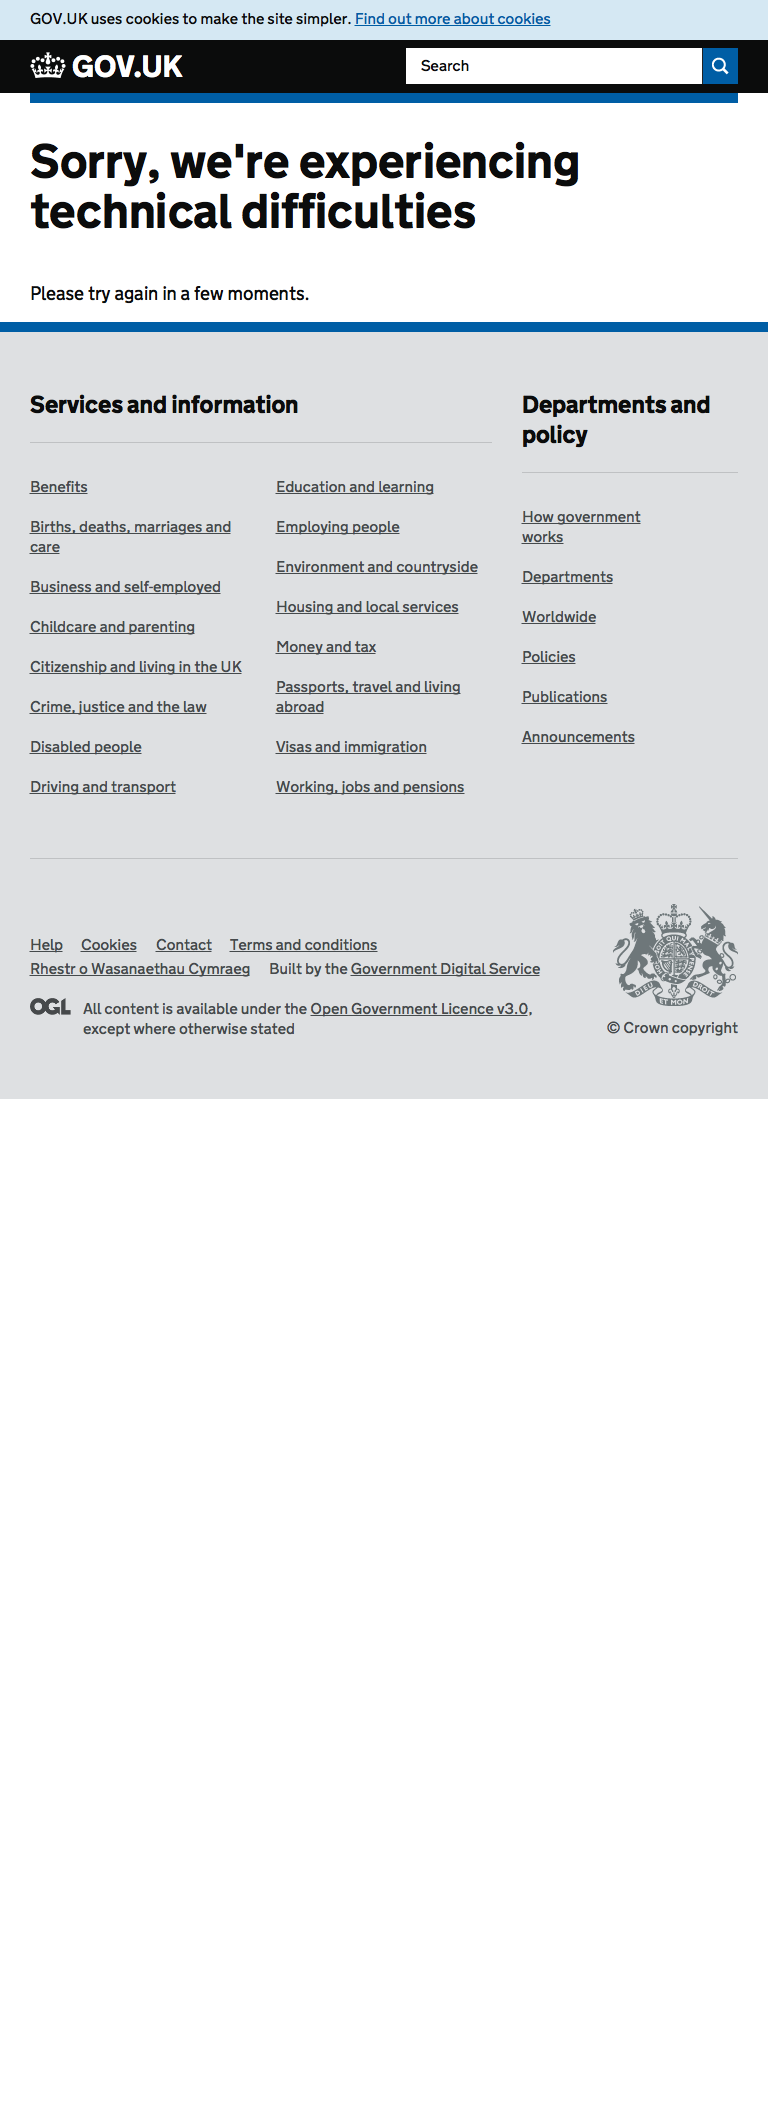 GOV.UK uses cookies to make the site simpler. Find out more about cookies
GOV.UK
Search
Sorry, we're experiencing
technical difficulties
Please try again in a few moments.
Services and information
Benefits
Births, deaths, marriages and
care
Business and self-employed
Childcare and parenting
Citizenship and living in the UK
Crime, justice and the law
Disabled people
Driving and transport
Education and learning
Employing people
Environment and countryside
Housing and local services
Money and tax
Passports, travel and living
abroad
Visas and immigration
Working, jobs and pensions
Departments and
policy
How government
works
Departments
Worldwide
Policies
Publications
Announcements
Help Cookies Contact Terms and conditions
Rhestr o Wasanaethau Cymraeg Built by the Government Digital Service
OGL All content is available under the Open Government Licence v3.0,
except where otherwise stated
DIEU ET MON DROIT
© Crown copyright